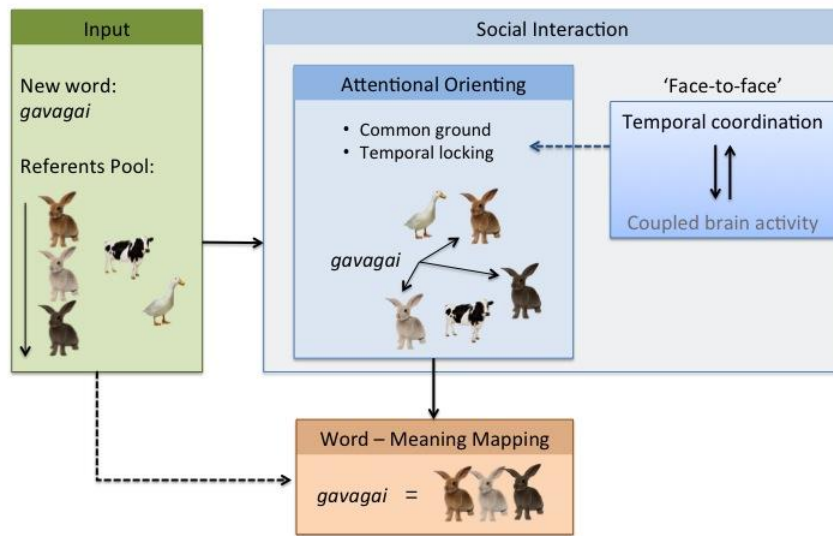 Input
New word:
gavagai
Referents Pool:
Social Interaction
Attentional Orienting
• Common ground
• Temporal locking
gavagai
'Face-to-face'
Temporal coordination
Coupled brain activity
Word – Meaning Mapping
gavagai =